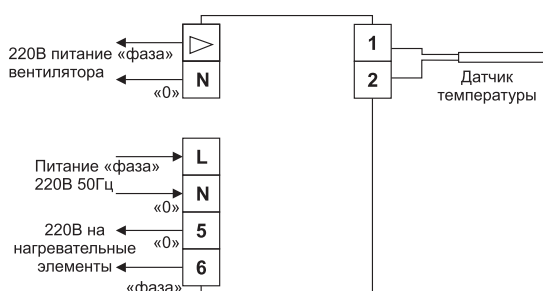 220В питание «фаза»
вентилятора
«0»
N
1
2
Датчик
температуры
Питание «фаза»
220В 50Гц
«0»
L
N
220В на
нагревательные
элементы
«0»
«фаза»
5
6